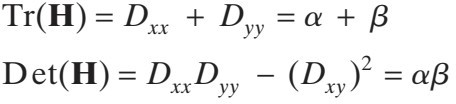 Tr(H) = D_xx + D_yy = α + β
Det(H) = D_xx D_yy − (D_xy)² = αβ